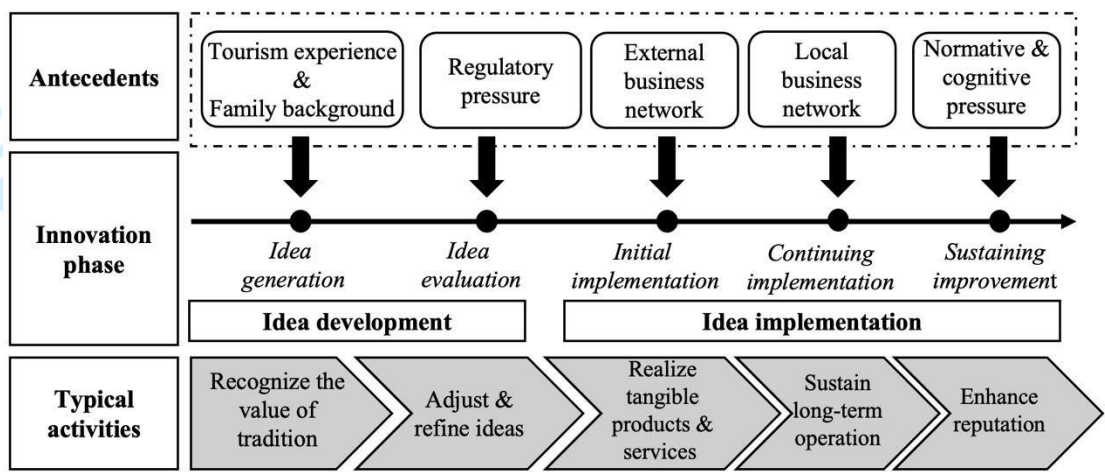 Antecedents
Tourism experience
&
Family background
Regulatory
pressure
External
business
network
Local
business
network
Normative &
cognitive
pressure
Innovation
phase
Idea
generation
Idea
evaluation
Initial
implementation
Continuing
implementation
Sustaining
improvement
Idea development
Idea implementation
Typical
activities
Recognize the
value of
tradition
Adjust &
refine ideas
Realize
tangible
products &
services
Sustain
long-term
operation
Enhance
reputation